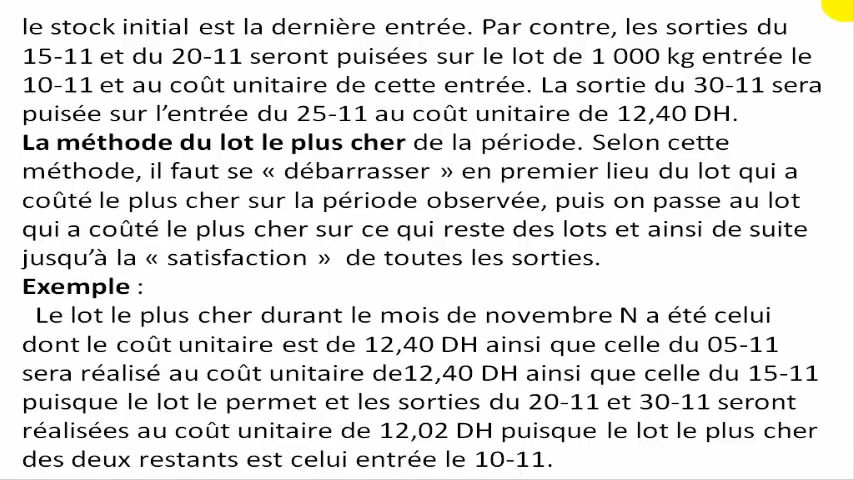 le stock initial est la dernière entrée. Par contre, les sorties du
15-11 et du 20-11 seront puisées sur le lot de 1 000 kg entrée le
10-11 et au coût unitaire de cette entrée. La sortie du 30-11 sera
puisée sur l’entrée du 25-11 au coût unitaire de 12,40 DH.
La méthode du lot le plus cher de la période. Selon cette
méthode, il faut se « débarrasser » en premier lieu du lot qui a
coûté le plus cher sur la période observée, puis on passe au lot
qui a coûté le plus cher sur ce qui reste des lots et ainsi de suite
jusqu’à la « satisfaction » de toutes les sorties.
Exemple :
Le lot le plus cher durant le mois de novembre N a été celui
dont le coût unitaire est de 12,40 DH ainsi que celle du 05-11
sera réalisé au coût unitaire de12,40 DH ainsi que celle du 15-11
puisque le lot le permet et les sorties du 20-11 et 30-11 seront
réalisées au coût unitaire de 12,02 DH puisque le lot le plus cher
des deux restants est celui entrée le 10-11.